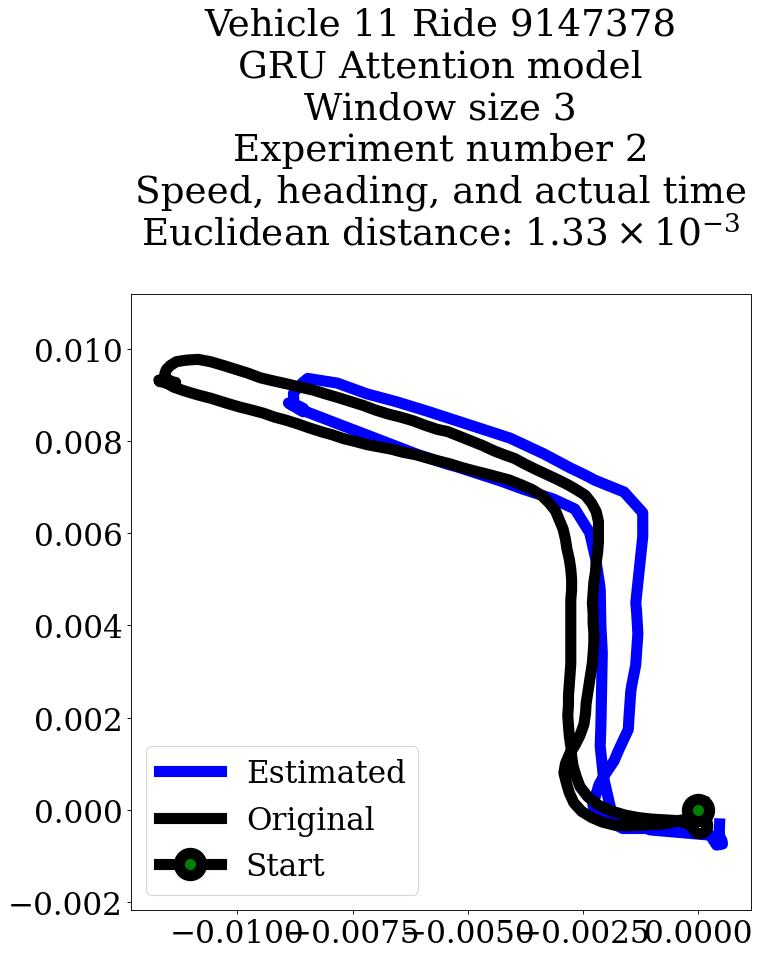 Vehicle 11 Ride 9147378
GRU Attention model
Window size 3
Experiment number 2
Speed, heading, and actual time
Euclidean distance: 1.33 × 10⁻³
0.010
0.008
0.006
0.004
0.002
0.000
−0.002
Estimated
Original
Start
−0.0100 −0.0075 −0.0050 −0.0025 0.0000